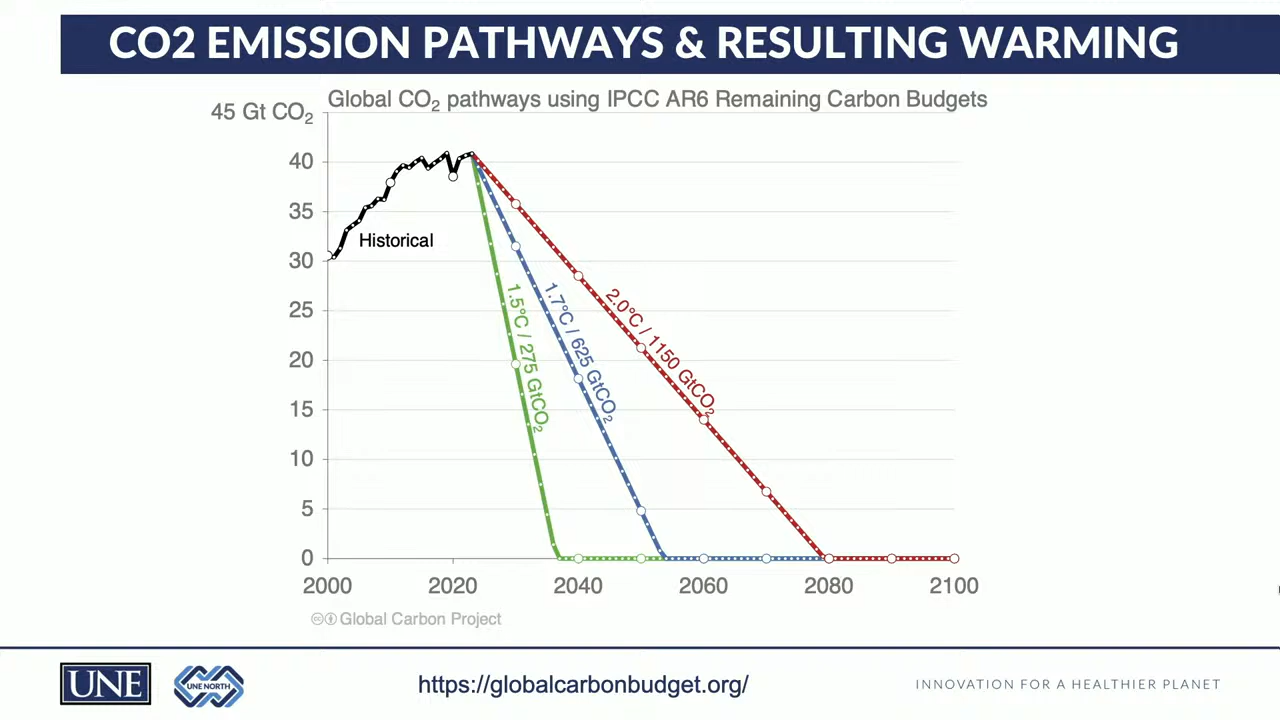 CO2 EMISSION PATHWAYS & RESULTING WARMING
Global CO₂ pathways using IPCC AR6 Remaining Carbon Budgets
45 Gt CO₂
40
35
30
25
20
15
10
5
0
Historical
1.5°C / 275 GtCO₂
1.7°C / 625 GtCO₂
2.0°C / 1150 GtCO₂
2000 2020 2040 2060 2080 2100
Global Carbon Project
UNE
UNE NORTH
https://globalcarbonbudget.org/
INNOVATION FOR A HEALTHIER PLANET